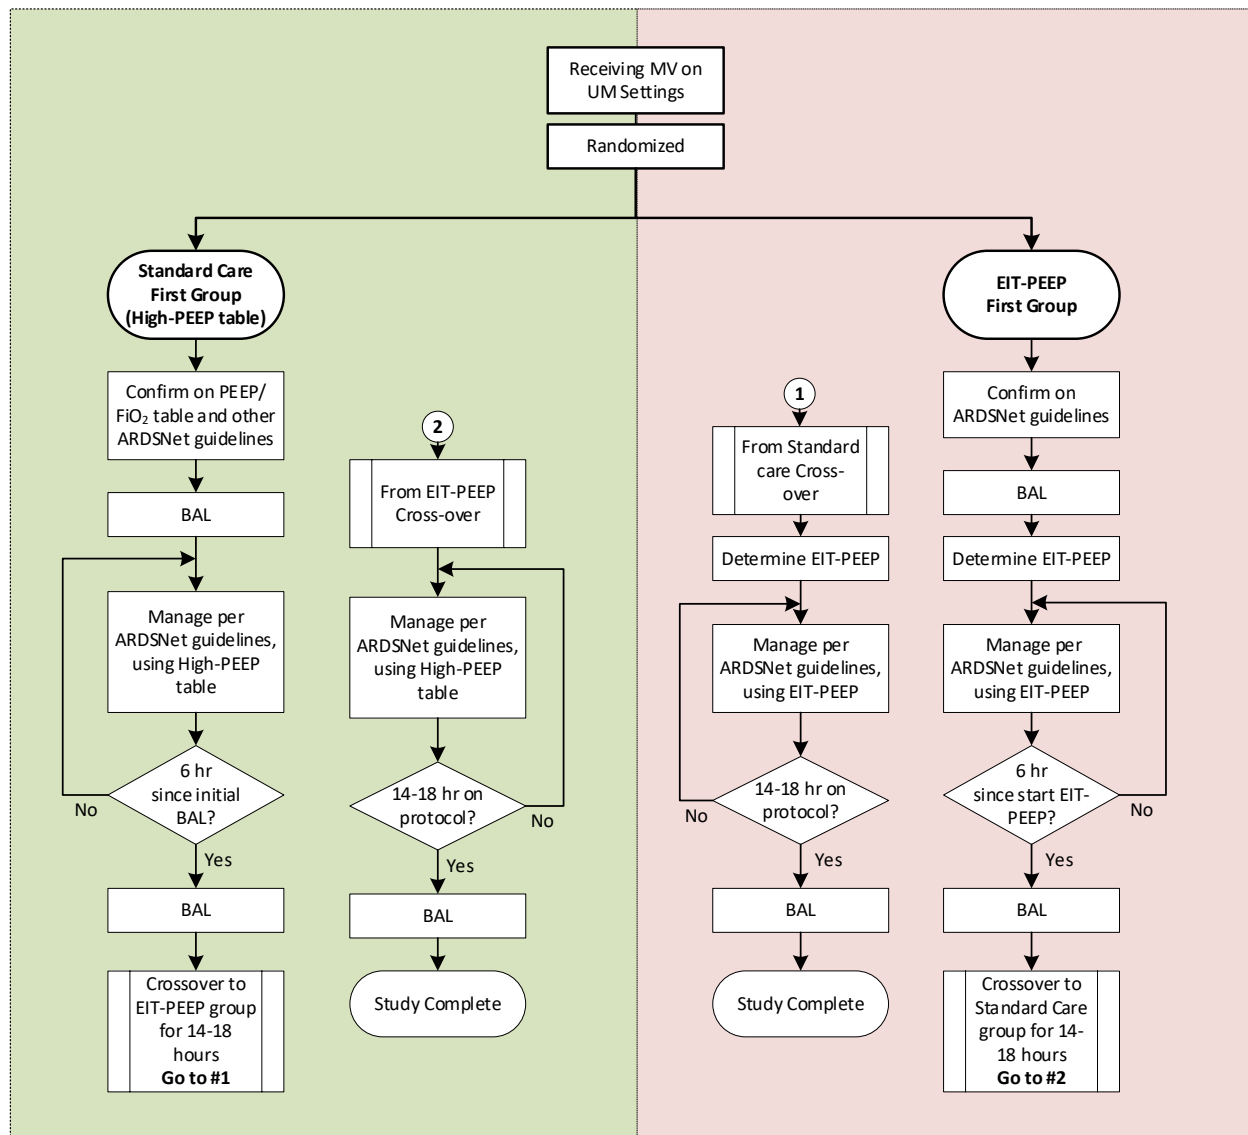 Receiving MV on
UM Settings
Randomized
Standard Care
First Group
(High-PEEP table)
Confirm on PEEP/
FiO₂ table and other
ARDSNet guidelines
BAL
Manage per
ARDSNet guidelines,
using High-PEEP
table
6 hr
since initial
BAL?
No
Yes
BAL
Crossover to
EIT-PEEP group
for 14-18
hours
Go to #1
2
From EIT-PEEP
Cross-over
Manage per
ARDSNet guidelines,
using High-PEEP
table
14-18 hr on
protocol?
No
Yes
BAL
Study Complete
1
From Standard
care Cross-
over
Determine EIT-PEEP
Manage per
ARDSNet guidelines,
using EIT-PEEP
14-18 hr on
protocol?
No
Yes
BAL
Study Complete
EIT-PEEP
First Group
Confirm on
ARDSNet guidelines
BAL
Determine EIT-PEEP
Manage per
ARDSNet guidelines,
using EIT-PEEP
6 hr
since start EIT-
PEEP?
No
Yes
BAL
Crossover to
Standard Care
group for 14-
18 hours
Go to #2